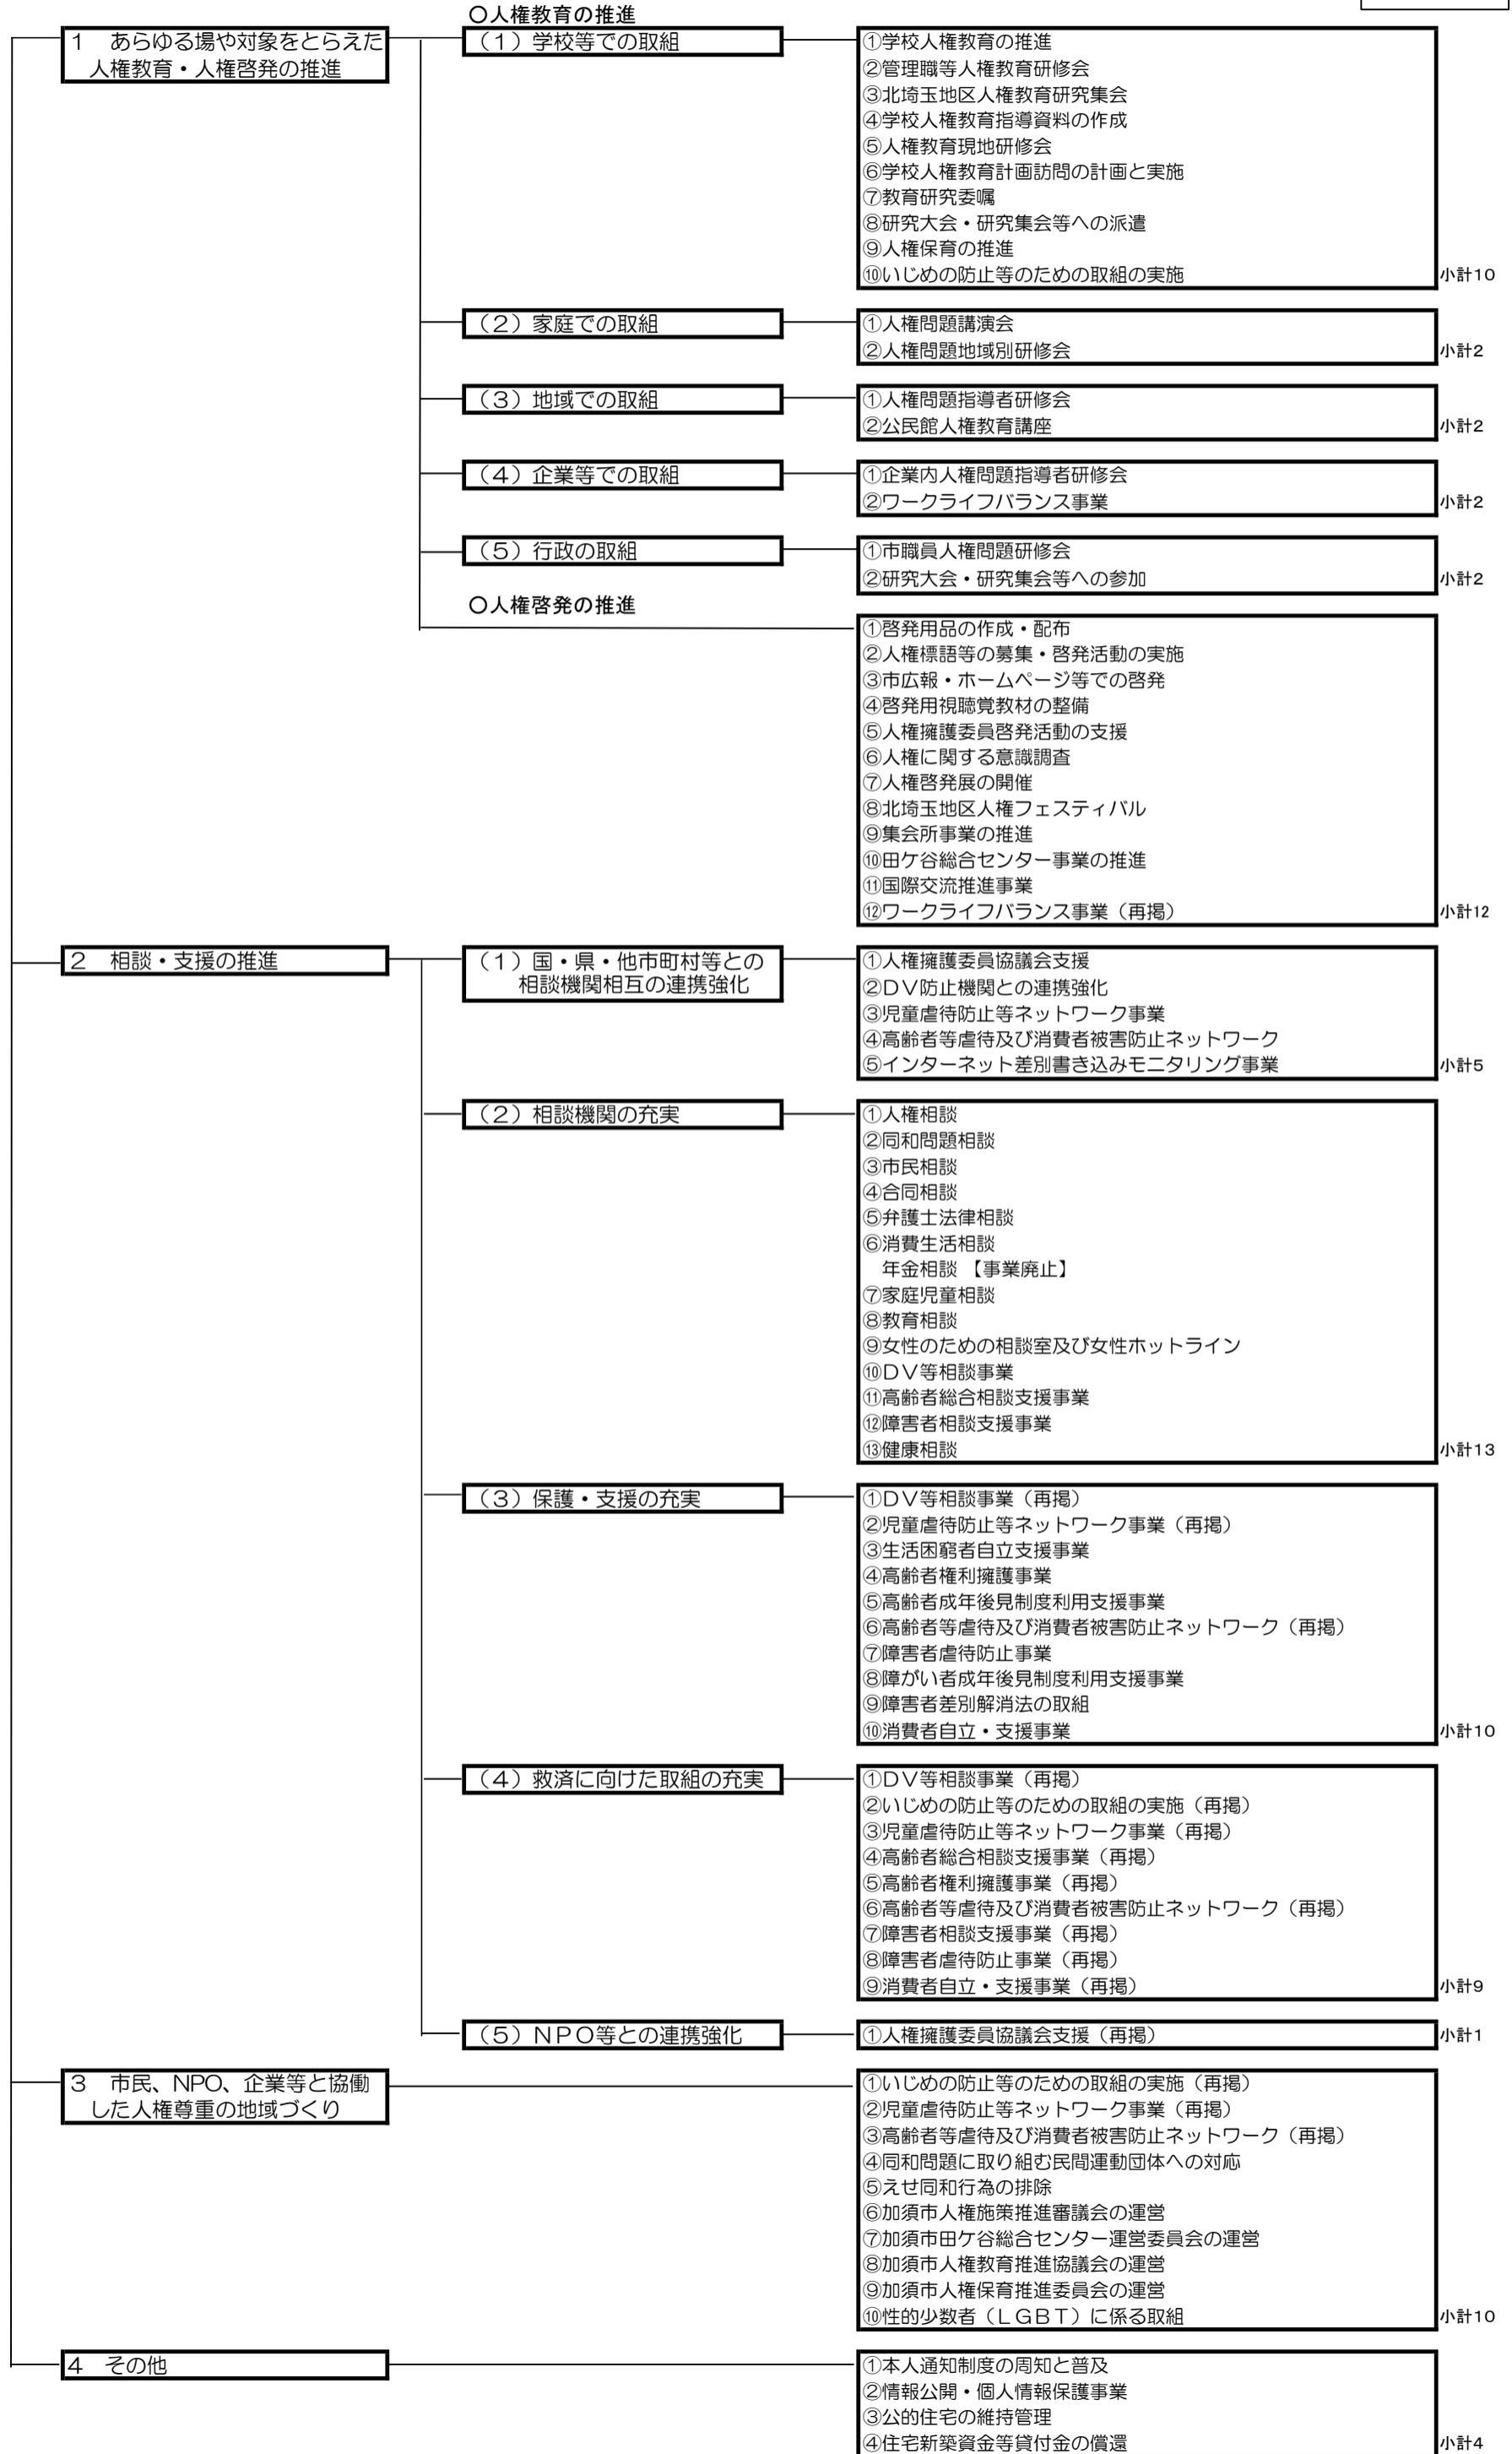 〇人権教育の推進
１　あらゆる場や対象をとらえた
人権教育・人権啓発の推進
（１）学校等での取組
①学校人権教育の推進
②管理職等人権教育研修会
③北埼玉地区人権教育研究集会
④学校人権教育指導資料の作成
⑤人権教育現地研修会
⑥学校人権教育計画訪問の計画と実施
⑦教育研究委嘱
⑧研究大会・研究集会等への派遣
⑨人権保育の推進
⑩いじめの防止等のための取組の実施
小計10
（２）家庭での取組
①人権問題講演会
②人権問題地域別研修会
小計2
（３）地域での取組
①人権問題指導者研修会
②公民館人権教育講座
小計2
（４）企業等での取組
①企業内人権問題指導者研修会
②ワークライフバランス事業
小計2
（５）行政の取組
①市職員人権問題研修会
②研究大会・研究集会等への参加
小計2
〇人権啓発の推進
①啓発用品の作成・配布
②人権標語等の募集・啓発活動の実施
③市広報・ホームページ等での啓発
④啓発用視聴覚教材の整備
⑤人権擁護委員啓発活動の支援
⑥人権に関する意識調査
⑦人権啓発展の開催
⑧北埼玉地区人権フェスティバル
⑨集会所事業の推進
⑩田ケ谷総合センター事業の推進
⑪国際交流推進事業
⑫ワークライフバランス事業（再掲）
小計12
２　相談・支援の推進
（１）国・県・他市町村等との
相談機関相互の連携強化
①人権擁護委員協議会支援
②ＤＶ防止機関との連携強化
③児童虐待防止等ネットワーク事業
④高齢者等虐待及び消費者被害防止ネットワーク
⑤インターネット差別書き込みモニタリング事業
小計5
（２）相談機関の充実
①人権相談
②同和問題相談
③市民相談
④合同相談
⑤弁護士法律相談
⑥消費生活相談
年金相談 【事業廃止】
⑦家庭児童相談
⑧教育相談
⑨女性のための相談室及び女性ホットライン
⑩ＤＶ等相談事業
⑪高齢者総合相談支援事業
⑫障害者相談支援事業
⑬健康相談
小計13
（３）保護・支援の充実
①ＤＶ等相談事業（再掲）
②児童虐待防止等ネットワーク事業（再掲）
③生活困窮者自立支援事業
④高齢者権利擁護事業
⑤高齢者成年後見制度利用支援事業
⑥高齢者等虐待及び消費者被害防止ネットワーク（再掲）
⑦障害者虐待防止事業
⑧障がい者成年後見制度利用支援事業
⑨障害者差別解消法の取組
⑩消費者自立・支援事業
小計10
（４）救済に向けた取組の充実
①ＤＶ等相談事業（再掲）
②いじめの防止等のための取組の実施（再掲）
③児童虐待防止等ネットワーク事業（再掲）
④高齢者総合相談支援事業（再掲）
⑤高齢者権利擁護事業（再掲）
⑥高齢者等虐待及び消費者被害防止ネットワーク（再掲）
⑦障害者相談支援事業（再掲）
⑧障害者虐待防止事業（再掲）
⑨消費者自立・支援事業（再掲）
小計9
（５）ＮＰＯ等との連携強化
①人権擁護委員協議会支援（再掲）
小計1
３　市民、NPO、企業等と協働
した人権尊重の地域づくり
①いじめの防止等のための取組の実施（再掲）
②児童虐待防止等ネットワーク事業（再掲）
③高齢者等虐待及び消費者被害防止ネットワーク（再掲）
④同和問題に取り組む民間運動団体への対応
⑤えせ同和行為の排除
⑥加須市人権施策推進審議会の運営
⑦加須市田ケ谷総合センター運営委員会の運営
⑧加須市人権教育推進協議会の運営
⑨加須市人権保育推進委員会の運営
⑩性的少数者（ＬＧＢＴ）に係る取組
小計10
４　その他
①本人通知制度の周知と普及
②情報公開・個人情報保護事業
③公的住宅の維持管理
④住宅新築資金等貸付金の償還
小計4